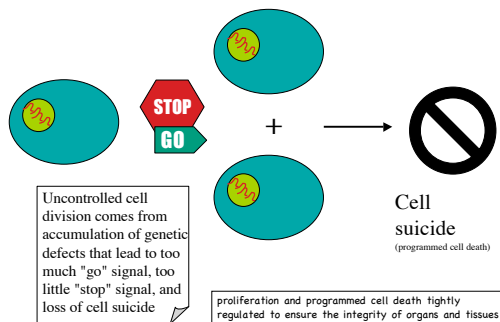 STOP
GO
+
Cell
suicide
(programmed cell death)
Uncontrolled cell
division comes from
accumulation of genetic
defects that lead to too
much "go" signal, too
little "stop" signal, and
loss of cell suicide
proliferation and programmed cell death tightly
regulated to ensure the integrity of organs and tissues